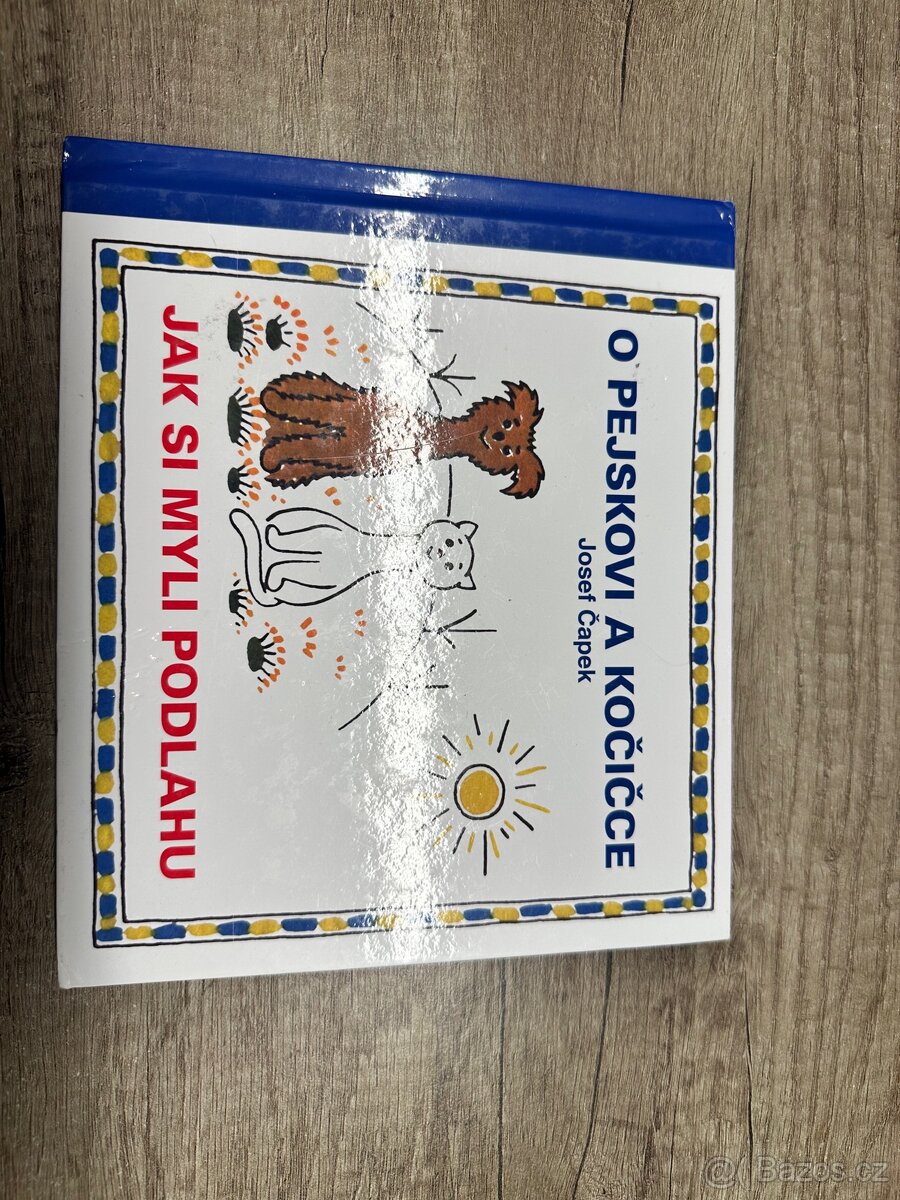 O PEJSKOVI A KOČIČCE
Josef Čapek
JAK SI MYLI PODLAHU
@ Bazos.cz